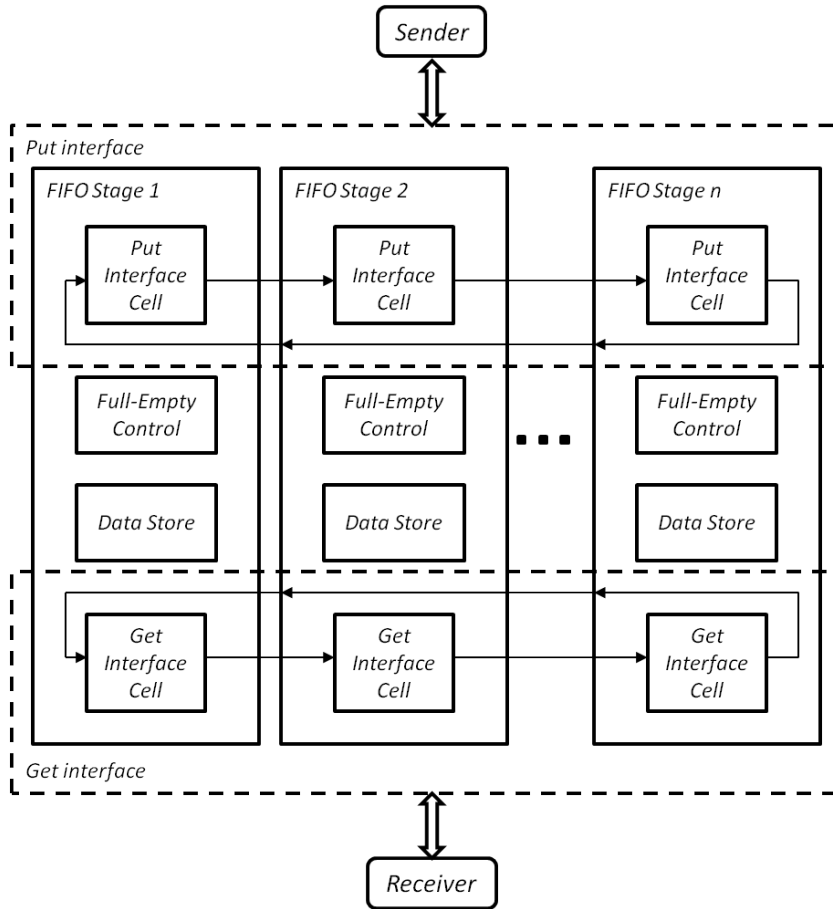 Sender
Put interface
FIFO Stage 1
FIFO Stage 2
FIFO Stage n
Put
Interface
Cell
Put
Interface
Cell
Put
Interface
Cell
Full-Empty
Control
Full-Empty
Control
Full-Empty
Control
Data Store
Data Store
Data Store
Get
Interface
Cell
Get
Interface
Cell
Get
Interface
Cell
Get interface
Receiver